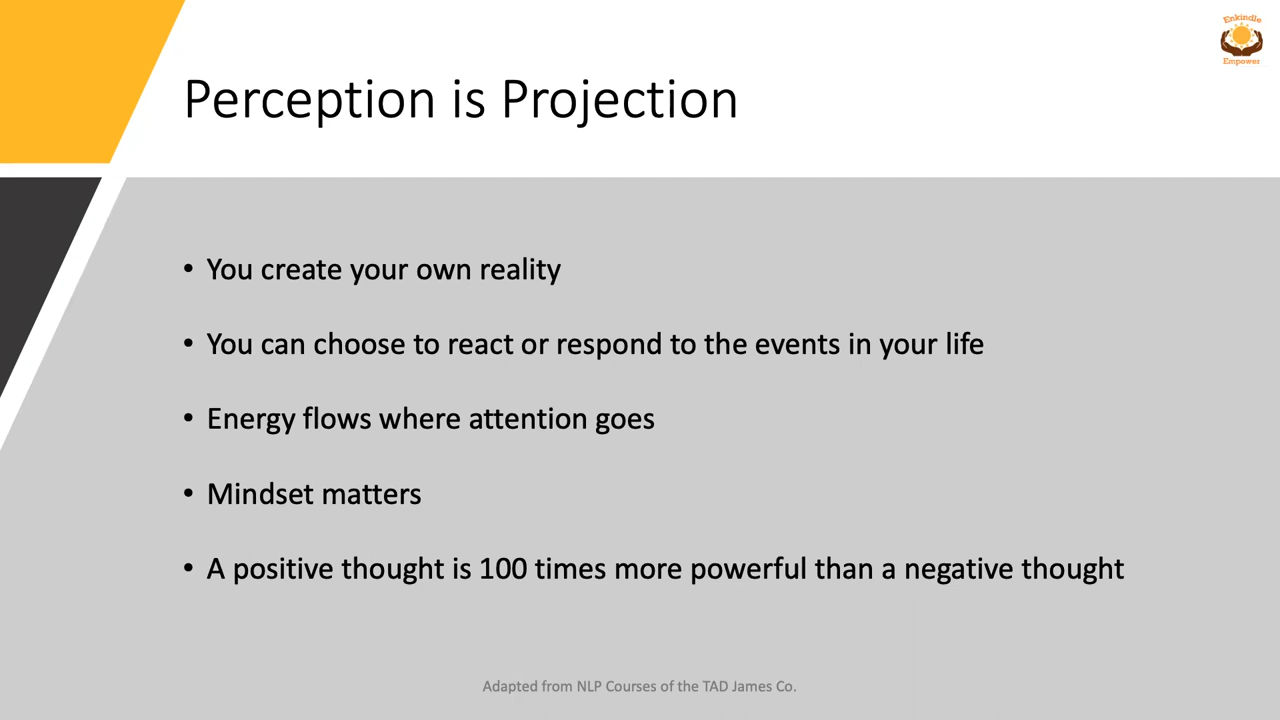 Enkindle
Empower
Perception is Projection
• You create your own reality
• You can choose to react or respond to the events in your life
• Energy flows where attention goes
• Mindset matters
• A positive thought is 100 times more powerful than a negative thought
Adapted from NLP Courses of the TAD James Co.